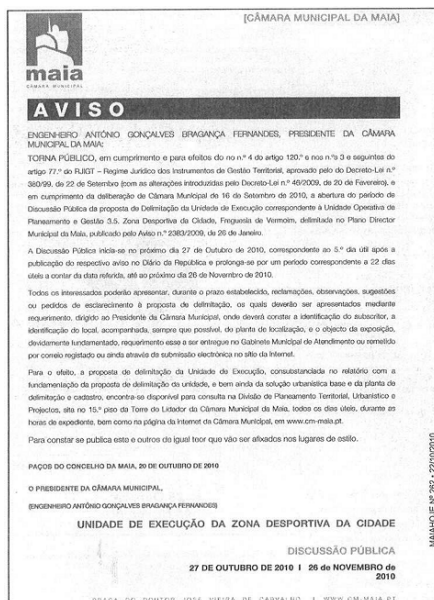 [CÂMARA MUNICIPAL DA MAIA]
maia
CÂMARA MUNICIPAL
AVISO
ENGENHEIRO ANTÓNIO GONÇALVES BRAGANÇA FERNANDES, PRESIDENTE DA CÂMARA
MUNICIPAL DA MAIA:
TORNA PÚBLICO, em cumprimento e para efeitos do no n.º 4 do artigo 120.º e nos n.ºs 3 e seguintes do
artigo 77.º do RJIGT – Regime Jurídico dos Instrumentos de Gestão Territorial, aprovado pelo do Decreto-Lei n.º
380/99, de 22 de Setembro (com as alterações introduzidas pelo Decreto-Lei n.º 46/2009, de 20 de Fevereiro), e
em cumprimento da deliberação de Câmara Municipal de 16 de Setembro de 2010, a abertura do período de
Discussão Pública da proposta de Delimitação da Unidade de Execução correspondente à Unidade Operativa de
Planeamento e Gestão 3.5. Zona Desportiva da Cidade, Freguesia de Vermoim, delimitada no Plano Director
Municipal da Maia, publicado pelo Aviso n.º 2383/2009, de 26 de Janeiro.
A Discussão Pública inicia-se no próximo dia 27 de Outubro de 2010, correspondente ao 5.º dia útil após a
publicação do respectivo aviso no Diário da República e prolonga-se por um período correspondente a 22 dias
úteis a contar da data referida, até ao próximo dia 26 de Novembro de 2010.
Todos os interessados poderão apresentar, durante o prazo estabelecido, reclamações, observações, sugestões
ou pedidos de esclarecimento à proposta de delimitação, os quais deverão ser apresentados mediante
requerimento, dirigido ao Presidente da Câmara Municipal, onde deverá constar a identificação do subscritor, a
identificação do local, acompanhada, sempre que possível, de planta de localização, e o objecto da exposição,
devidamente fundamentado, requerimento esse a ser entregue no Gabinete Municipal de Atendimento ou remetido
por correio registado ou ainda através de submissão electrónica no sítio da Internet.
Para o efeito, a proposta de delimitação da Unidade de Execução, consubstanciada no relatório com a
fundamentação da proposta de delimitação da unidade, e bem ainda da solução urbanística base e da planta de
delimitação e cadastro, encontra-se disponível para consulta na Divisão de Planeamento Territorial, Urbanístico e
Projectos, sita no 15.º piso da Torre do Lidador da Câmara Municipal da Maia, todos os dias úteis, durante as
horas de expediente, bem como na página da internet da Câmara Municipal, em www.cm-maia.pt.
Para constar se publica este e outros de igual teor que vão ser afixados nos lugares de estilo.
PAÇOS DO CONCELHO DA MAIA, 20 DE OUTUBRO DE 2010
O PRESIDENTE DA CÂMARA MUNICIPAL,
(ENGENHEIRO ANTÓNIO GONÇALVES BRAGANÇA FERNANDES)
UNIDADE DE EXECUÇÃO DA ZONA DESPORTIVA DA CIDADE
DISCUSSÃO PÚBLICA
27 DE OUTUBRO DE 2010 I 26 de NOVEMBRO de
2010
PRAÇA DE DOUTOR JOSÉ VIEIRA DE CARVALHO I WWW.CM-MAIA.PT
MAIAHOJE Nº 262 • 22/10/2010